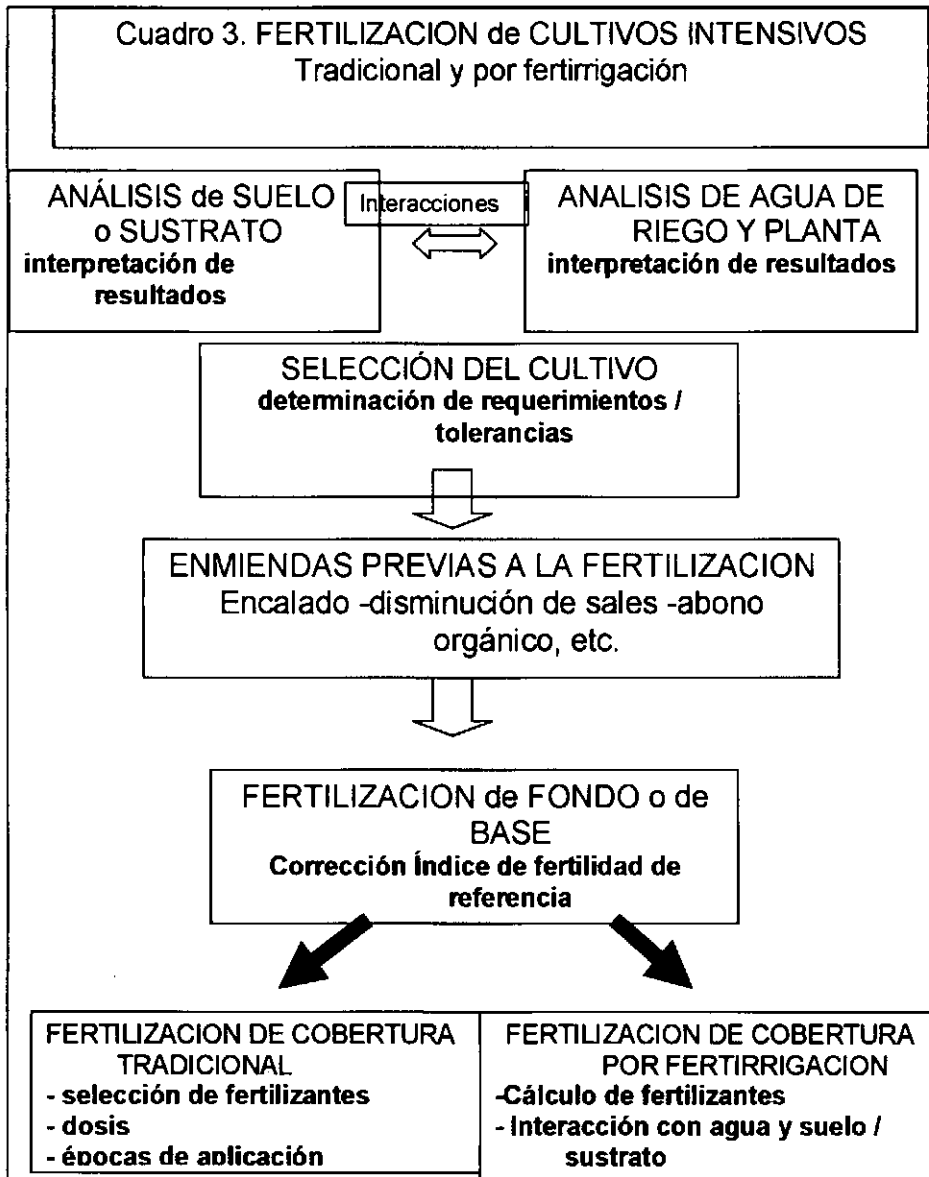 Cuadro 3. FERTILIZACION de CULTIVOS INTENSIVOS
Tradicional y por fertirrigación
ANÁLISIS de SUELO
o SUSTRATO
interpretación de
resultados
Interacciones
ANALISIS DE AGUA DE
RIEGO Y PLANTA
interpretación de resultados
SELECCIÓN DEL CULTIVO
determinación de requerimientos /
tolerancias
ENMIENDAS PREVIAS A LA FERTILIZACION
Encalado -disminución de sales -abono
orgánico, etc.
FERTILIZACION de FONDO o de
BASE
Corrección Índice de fertilidad de
referencia
FERTILIZACION DE COBERTURA
TRADICIONAL
- selección de fertilizantes
- dosis
- épocas de aplicación
FERTILIZACION DE COBERTURA
POR FERTIRRIGACION
-Cálculo de fertilizantes
- Interacción con agua y suelo /
sustrato